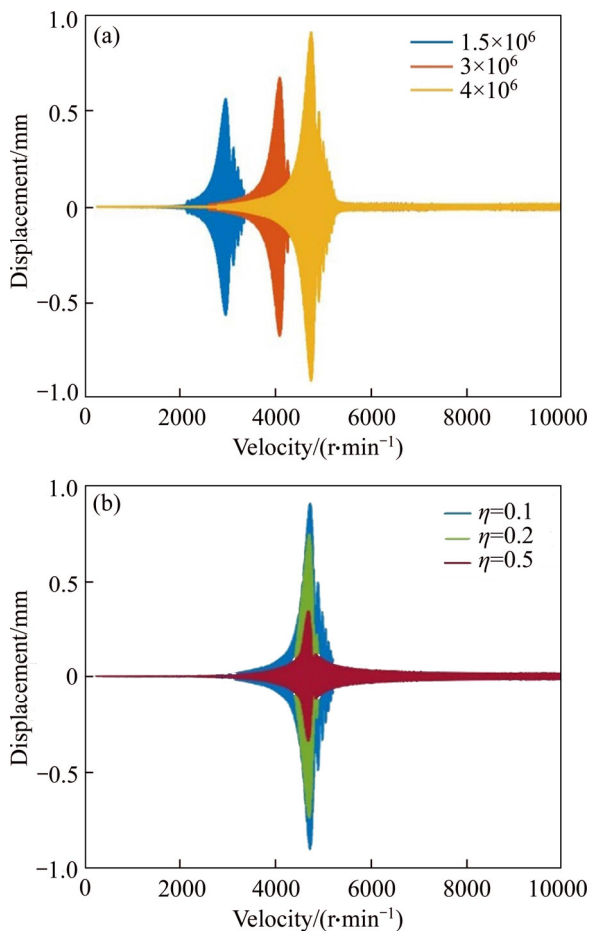 (a)
1.5×10⁶
3×10⁶
4×10⁶
1.0
0.5
0
−0.5
−1.0
Displacement/mm
0 2000 4000 6000 8000 10000
Velocity/(r·min⁻¹)
(b)
η=0.1
η=0.2
η=0.5
1.0
0.5
0
−0.5
−1.0
Displacement/mm
0 2000 4000 6000 8000 10000
Velocity/(r·min⁻¹)